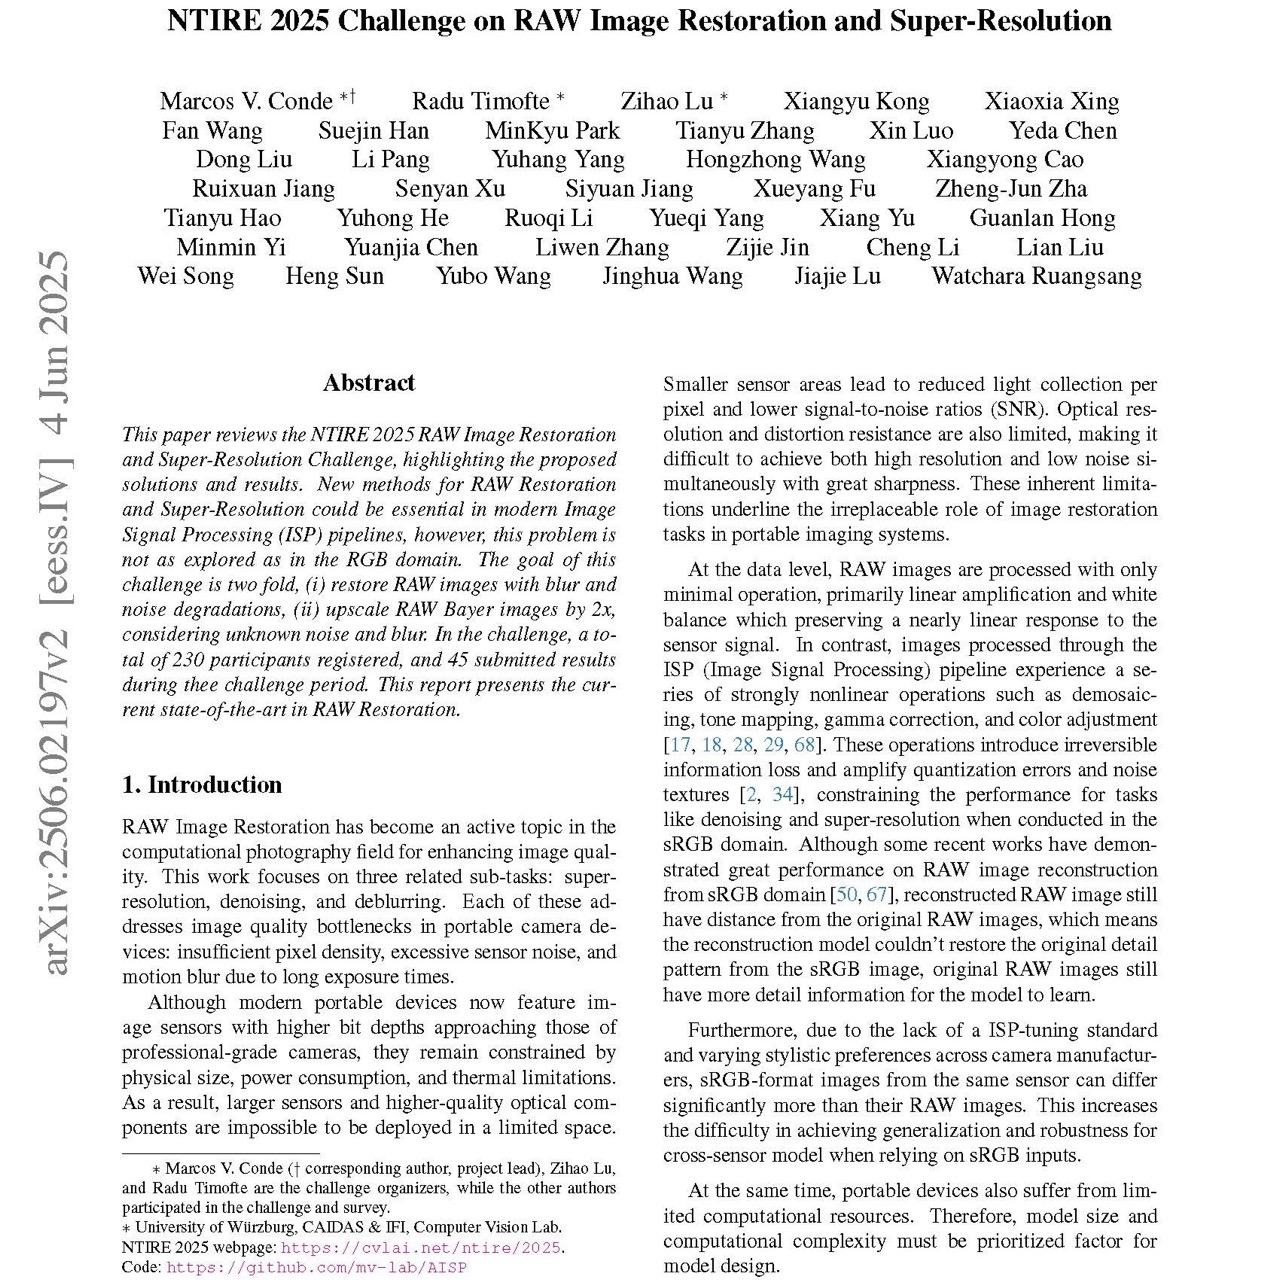 NTIRE 2025 Challenge on RAW Image Restoration and Super-Resolution
Marcos V. Conde *† Radu Timofte * Zihao Lu * Xiangyu Kong Xiaoxia Xing
Fan Wang Suejin Han MinKyu Park Tianyu Zhang Xin Luo Yeda Chen
Dong Liu Li Pang Yuhang Yang Hongzhong Wang Xiangyong Cao
Ruixuan Jiang Senyan Xu Siyuan Jiang Xueyang Fu Zheng-Jun Zha
Tianyu Hao Yuhong He Ruoqi Li Yueqi Yang Xiang Yu Guanlan Hong
Minmin Yi Yuanjia Chen Liwen Zhang Zijie Jin Cheng Li Lian Liu
Wei Song Heng Sun Yubo Wang Jinghua Wang Jiajie Lu Watchara Ruangsang
arXiv:2506.02197v2 [eess.IV] 4 Jun 2025
Abstract
This paper reviews the NTIRE 2025 RAW Image Restoration
and Super-Resolution Challenge, highlighting the proposed
solutions and results. New methods for RAW Restoration
and Super-Resolution could be essential in modern Image
Signal Processing (ISP) pipelines, however, this problem is
not as explored as in the RGB domain. The goal of this
challenge is two fold, (i) restore RAW images with blur and
noise degradations, (ii) upscale RAW Bayer images by 2x,
considering unknown noise and blur. In the challenge, a to-
tal of 230 participants registered, and 45 submitted results
during thee challenge period. This report presents the cur-
rent state-of-the-art in RAW Restoration.
1. Introduction
RAW Image Restoration has become an active topic in the
computational photography field for enhancing image qual-
ity. This work focuses on three related sub-tasks: super-
resolution, denoising, and deblurring. Each of these ad-
dresses image quality bottlenecks in portable camera de-
vices: insufficient pixel density, excessive sensor noise, and
motion blur due to long exposure times.
Although modern portable devices now feature im-
age sensors with higher bit depths approaching those of
professional-grade cameras, they remain constrained by
physical size, power consumption, and thermal limitations.
As a result, larger sensors and higher-quality optical com-
ponents are impossible to be deployed in a limited space.
* Marcos V. Conde († corresponding author, project lead), Zihao Lu,
and Radu Timofte are the challenge organizers, while the other authors
participated in the challenge and survey.
* University of Würzburg, CAIDAS & IFI, Computer Vision Lab.
NTIRE 2025 webpage: https://cvlai.net/ntire/2025.
Code: https://github.com/mv-lab/AISP
Smaller sensor areas lead to reduced light collection per
pixel and lower signal-to-noise ratios (SNR). Optical res-
olution and distortion resistance are also limited, making it
difficult to achieve both high resolution and low noise si-
multaneously with great sharpness. These inherent limita-
tions underline the irreplaceable role of image restoration
tasks in portable imaging systems.
At the data level, RAW images are processed with only
minimal operation, primarily linear amplification and white
balance which preserving a nearly linear response to the
sensor signal. In contrast, images processed through the
ISP (Image Signal Processing) pipeline experience a se-
ries of strongly nonlinear operations such as demosaic-
ing, tone mapping, gamma correction, and color adjustment
[17, 18, 28, 29, 68]. These operations introduce irreversible
information loss and amplify quantization errors and noise
textures [2, 34], constraining the performance for tasks
like denoising and super-resolution when conducted in the
sRGB domain. Although some recent works have demon-
strated great performance on RAW image reconstruction
from sRGB domain [50, 67], reconstructed RAW image still
have distance from the original RAW images, which means
the reconstruction model couldn't restore the original detail
pattern from the sRGB image, original RAW images still
have more detail information for the model to learn.
Furthermore, due to the lack of a ISP-tuning standard
and varying stylistic preferences across camera manufactur-
ers, sRGB-format images from the same sensor can differ
significantly more than their RAW images. This increases
the difficulty in achieving generalization and robustness for
cross-sensor model when relying on sRGB inputs.
At the same time, portable devices also suffer from lim-
ited computational resources. Therefore, model size and
computational complexity must be prioritized factor for
model design.